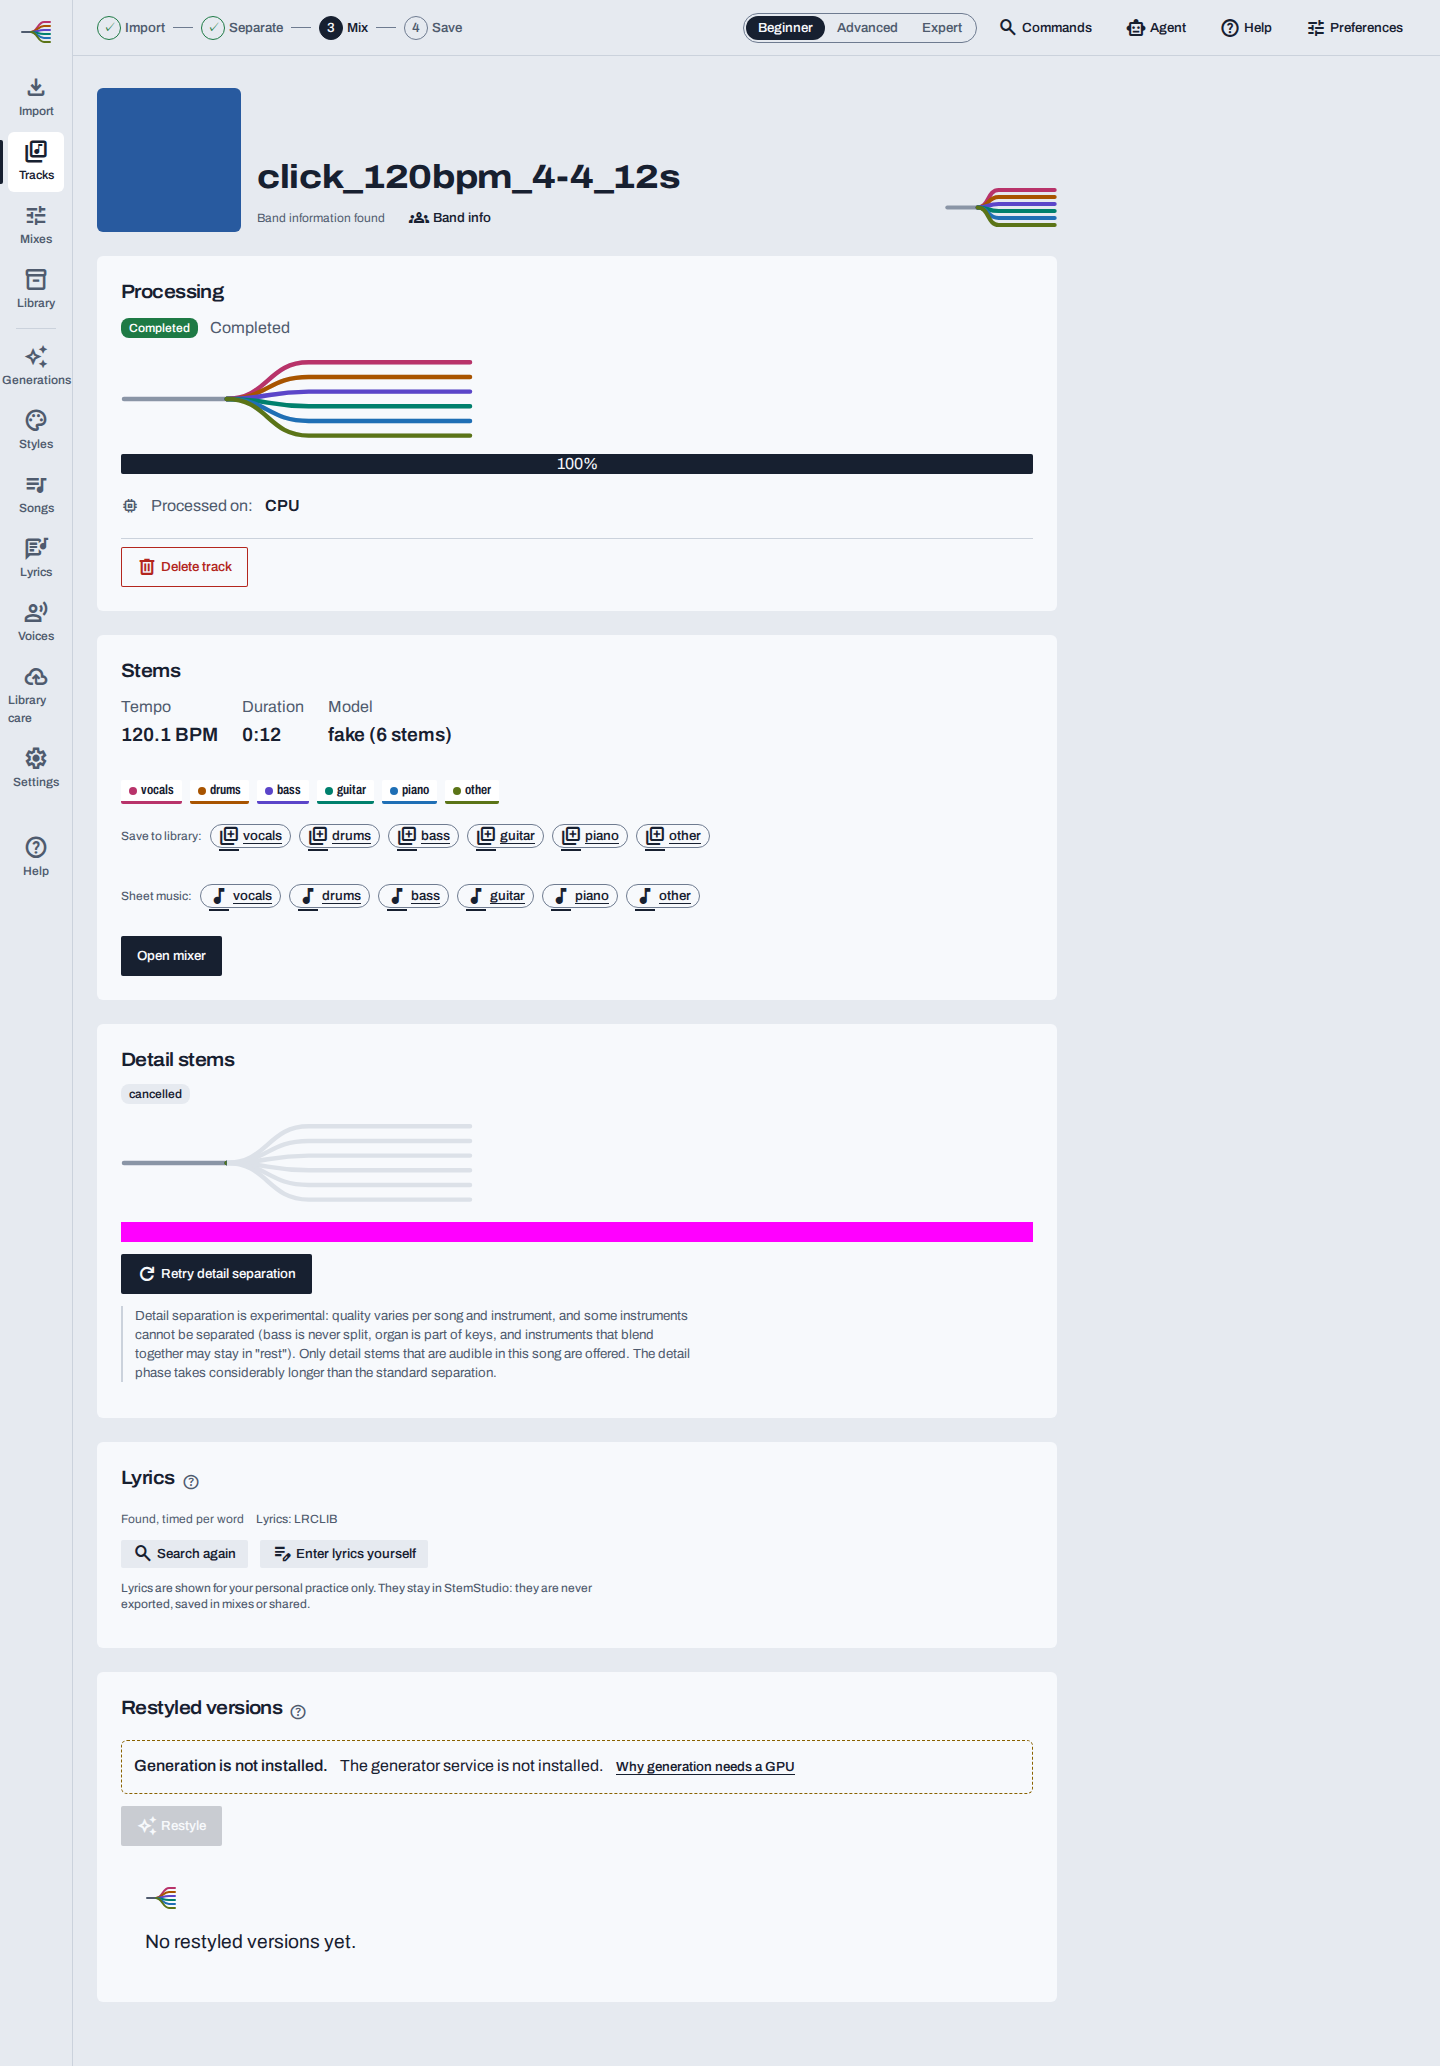 Import
Separate
3 Mix
4 Save
Beginner
Advanced
Expert
Commands
Agent
Help
Preferences
Import
Tracks
Mixes
Library
Generations
Styles
Songs
Lyrics
Voices
Library
care
Settings
Help
click_120bpm_4-4_12s
Band information found
Band info
Processing
Completed
Completed
100%
Processed on: CPU
Delete track
Stems
Tempo Duration Model
120.1 BPM 0:12 fake (6 stems)
vocals drums bass guitar piano other
Save to library: vocals drums bass guitar piano other
Sheet music: vocals drums bass guitar piano other
Open mixer
Detail stems
cancelled
Retry detail separation
Detail separation is experimental: quality varies per song and instrument, and some instruments
cannot be separated (bass is never split, organ is part of keys, and instruments that blend
together may stay in "rest"). Only detail stems that are audible in this song are offered. The detail
phase takes considerably longer than the standard separation.
Lyrics
Found, timed per word Lyrics: LRCLIB
Search again
Enter lyrics yourself
Lyrics are shown for your personal practice only. They stay in StemStudio: they are never
exported, saved in mixes or shared.
Restyled versions
Generation is not installed. The generator service is not installed. Why generation needs a GPU
Restyle
No restyled versions yet.